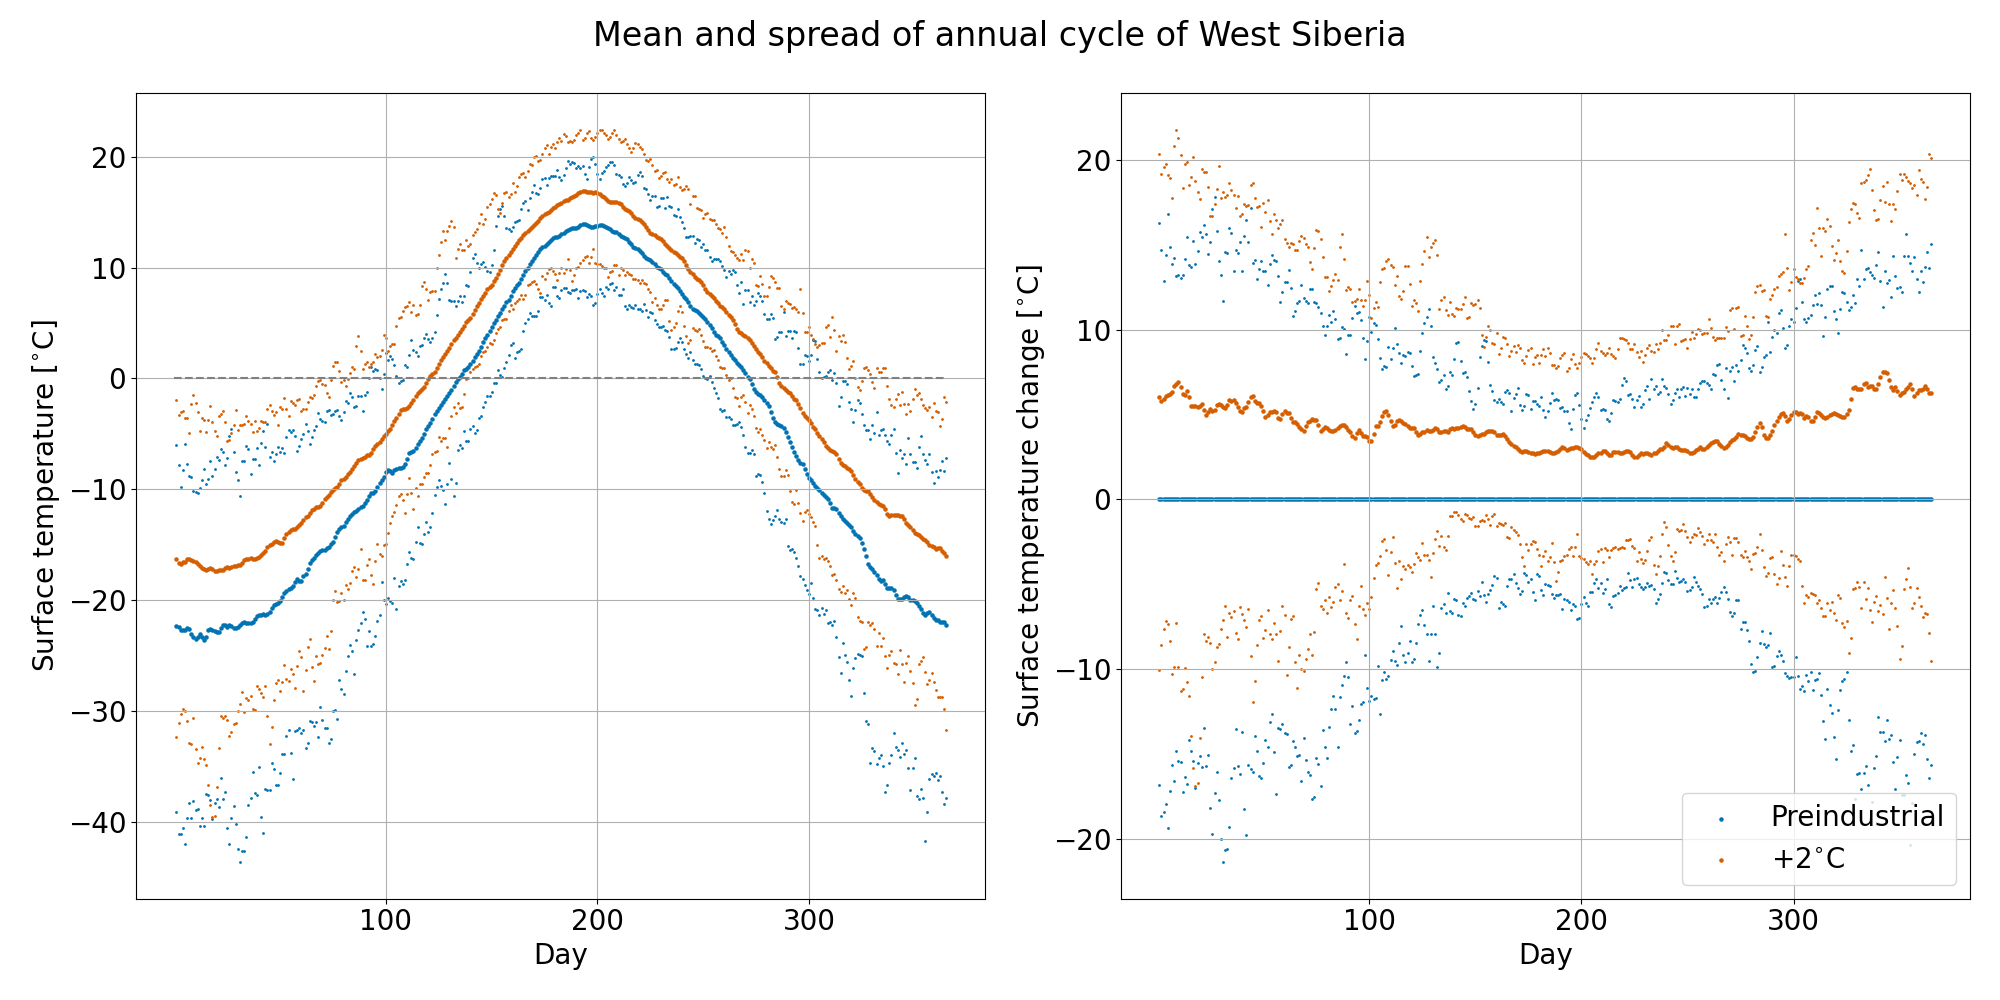 Mean and spread of annual cycle of West Siberia
Surface temperature [°C]
20
10
0
−10
−20
−30
−40
100
200
300
Day
Surface temperature change [°C]
20
10
0
−10
−20
100
200
300
Day
Preindustrial
+2°C